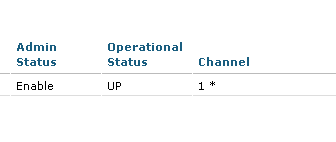 Admin Operational
Status Status Channel
Enable UP 1 *